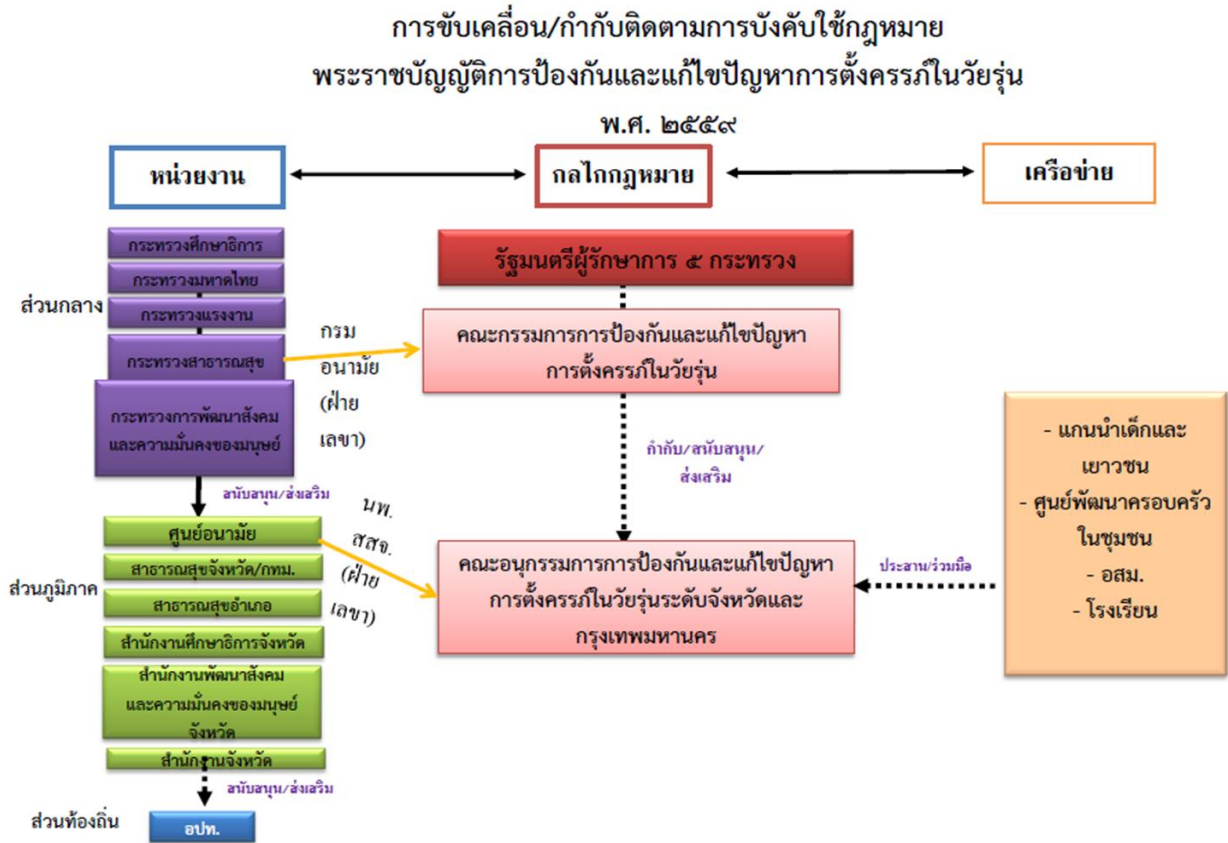 การขับเคลื่อน/กำกับติดตามการบังคับใช้กฎหมาย
พระราชบัญญัติการป้องกันและแก้ไขปัญหาการตั้งครรภ์ในวัยรุ่น
พ.ศ. ๒๕๕๙
หน่วยงาน
กลไกกฎหมาย
เครือข่าย
ส่วนกลาง
กระทรวงศึกษาธิการ
กระทรวงมหาดไทย
กระทรวงแรงงาน
กระทรวงสาธารณสุข
กระทรวงการพัฒนาสังคม
และความมั่นคงของมนุษย์
กรม
อนามัย
(ฝ่าย
เลขา)
รัฐมนตรีผู้รักษาการ ๕ กระทรวง
คณะกรรมการการป้องกันและแก้ไขปัญหา
การตั้งครรภ์ในวัยรุ่น
กำกับ/สนับสนุน/
ส่งเสริม
สนับสนุน/ส่งเสริม
ส่วนภูมิภาค
ศูนย์อนามัย
สาธารณสุขจังหวัด/กทม.
สาธารณสุขอำเภอ
สำนักงานศึกษาธิการจังหวัด
สำนักงานพัฒนาสังคม
และความมั่นคงของมนุษย์
จังหวัด
สำนักงานจังหวัด
นพ.
สสจ.
(ฝ่าย
เลขา)
คณะอนุกรรมการการป้องกันและแก้ไขปัญหา
การตั้งครรภ์ในวัยรุ่นระดับจังหวัดและ
กรุงเทพมหานคร
ประสาน/ร่วมมือ
- แกนนำเด็กและ
เยาวชน
- ศูนย์พัฒนาครอบครัว
ในชุมชน
- อสม.
- โรงเรียน
สนับสนุน/ส่งเสริม
ส่วนท้องถิ่น
อปท.